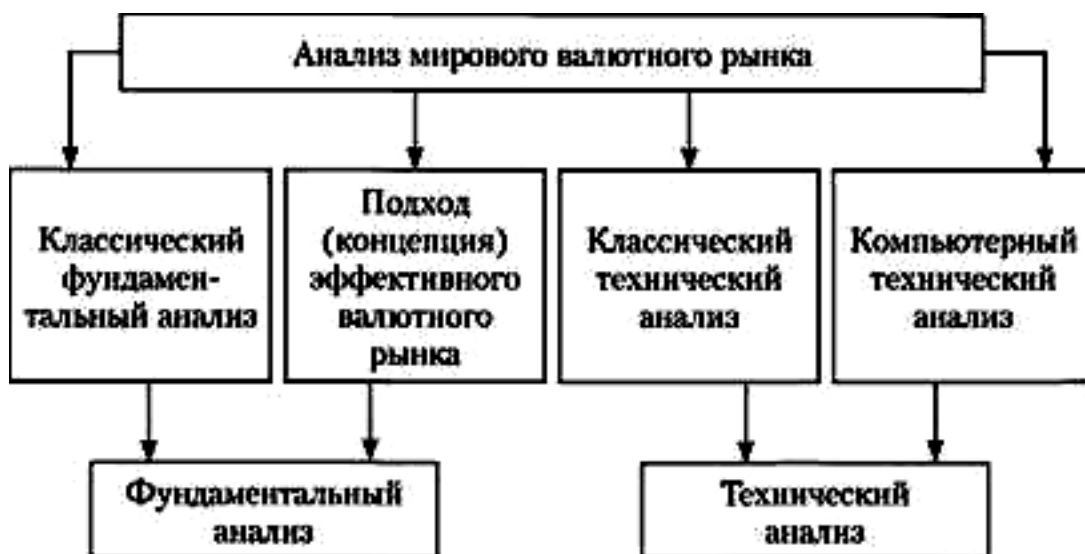 Анализ мирового валютного рынка
Классический
фундамен-
тальный анализ
Подход
(концепция)
эффективного
валютного
рынка
Классический
технический
анализ
Компьютерный
технический
анализ
Фундаментальный
анализ
Технический
анализ